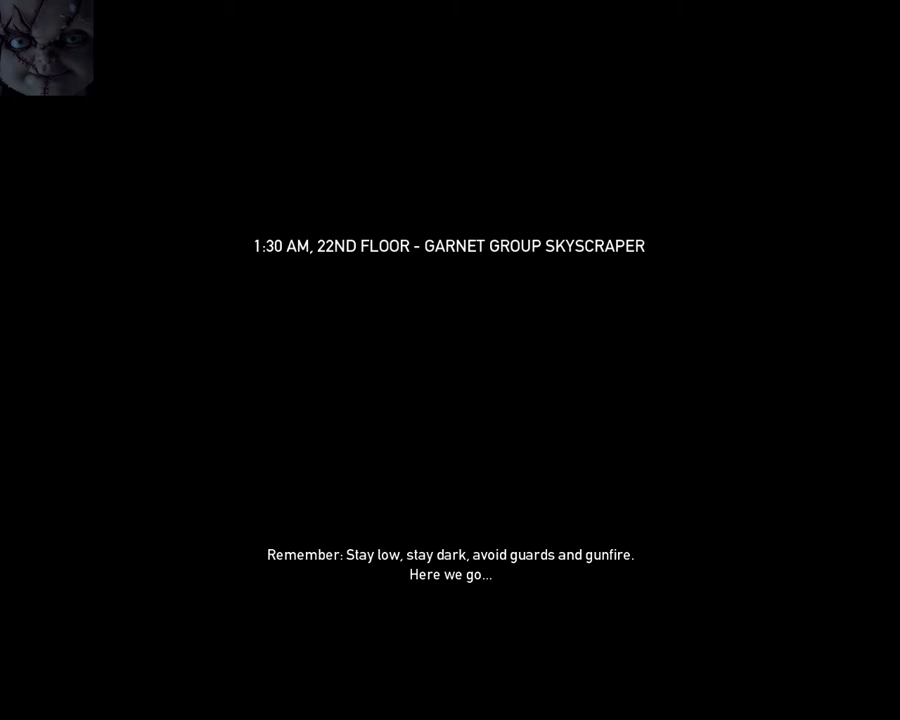 1:30 AM, 22ND FLOOR - GARNET GROUP SKYSCRAPER
Remember: Stay low, stay dark, avoid guards and gunfire.
Here we go...